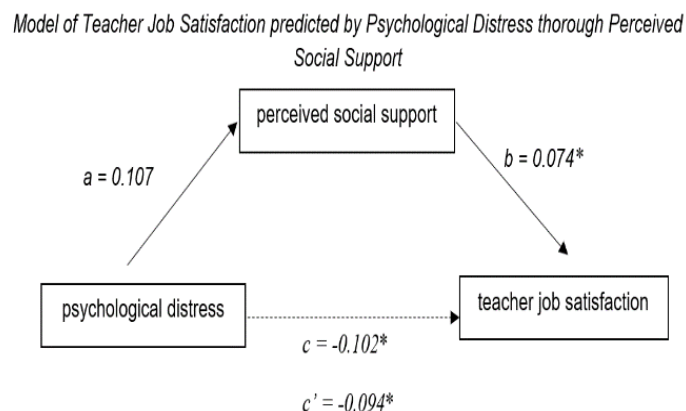 Model of Teacher Job Satisfaction predicted by Psychological Distress thorough Perceived
Social Support
perceived social support
a = 0.107
b = 0.074*
psychological distress
teacher job satisfaction
c = -0.102*
c’ = -0.094*